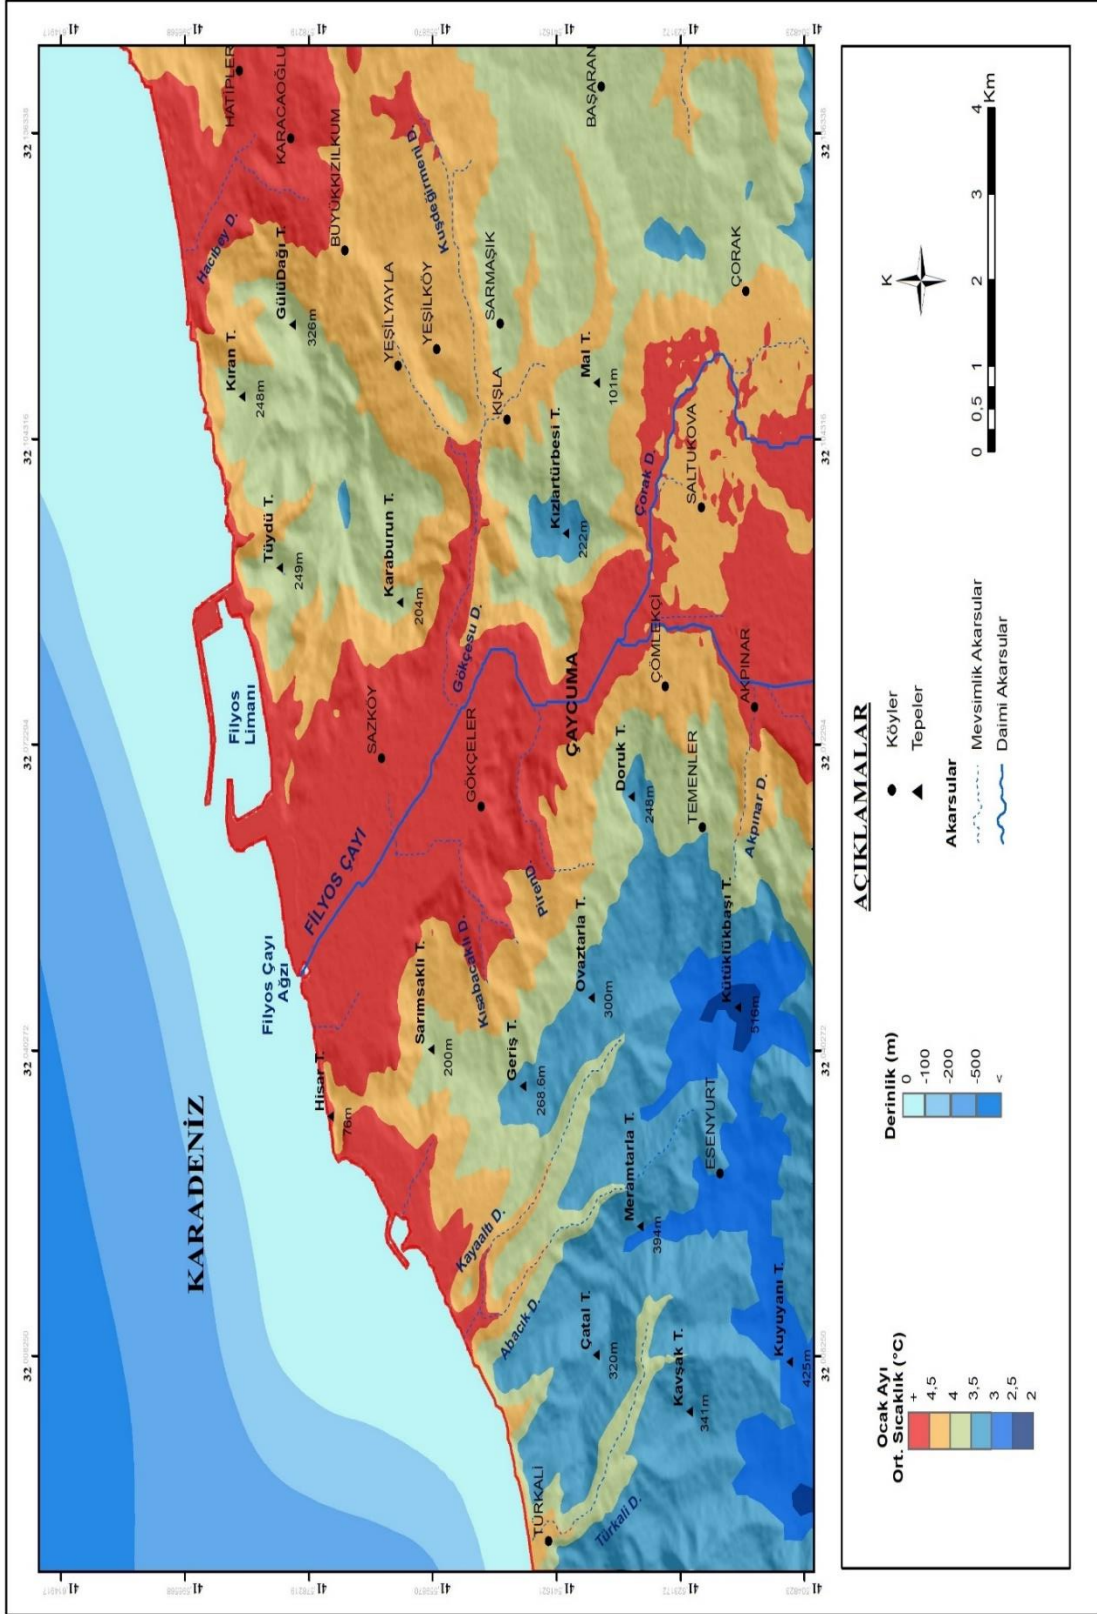 KARADENİZ
Filyos Limanı
Filyos Çayı
Ağzı
FİLYOS ÇAYI
HATİPLER
KARACAOĞLU
Hacıbey D.
BÜYÜKKIZILKUM
Kuşdeğirmeni D.
BAŞARAN
GülüDağı T.
326m
Kıran T.
248m
YEŞİLYAYLA
YEŞİLKÖY
SARMAŞIK
KIŞLA
Mal T.
101m
ÇORAK
Tüydü T.
249m
Karaburun T.
204m
Kızlartürbesi T.
222m
Çorak D.
SALTUKOVA
Gökçesu D.
SAZKÖY
GÖKÇELER
ÇAYCUMA
ÇÖMLEKÇİ
AKPINAR
Doruk T.
248m
TEMENLER
Akpınar D.
PirenD.
Kısabacaklı D.
Sarımsaklı T.
200m
Ovaztarla T.
300m
Kütüklükbaşı T.
516m
Hisar T.
76m
Geriş T.
268.6m
Meramtarla T.
394m
ESENYURT
Kayaaltı D.
Abacık D.
Çatal T.
320m
Kavşak T.
341m
Kuyuyanı T.
425m
TÜRKALİ
Türkali D.
AÇIKLAMALAR
Ocak Ayı
Ort. Sıcaklık (°C)
+
4,5
4
3,5
3
2,5
2
Derinlik (m)
0
-100
-200
-500
<
Köyler
Tepeler
Akarsular
Mevsimlik Akarsular
Daimi Akarsular
K
0 0,5 1 2 3 4
Km